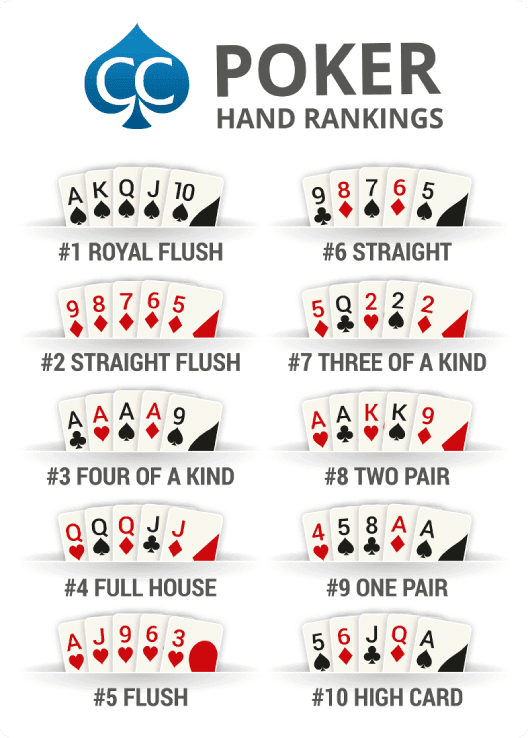 CC
POKER
HAND RANKINGS
A K Q J 10
#1 ROYAL FLUSH
9 8 7 6 5
#6 STRAIGHT
9 8 7 6 5
#2 STRAIGHT FLUSH
5 Q 2 2 2
#7 THREE OF A KIND
A A A A 9
#3 FOUR OF A KIND
A A K K 9
#8 TWO PAIR
Q Q Q J J
#4 FULL HOUSE
4 5 8 A A
#9 ONE PAIR
A J 9 6 3
#5 FLUSH
5 6 J Q A
#10 HIGH CARD